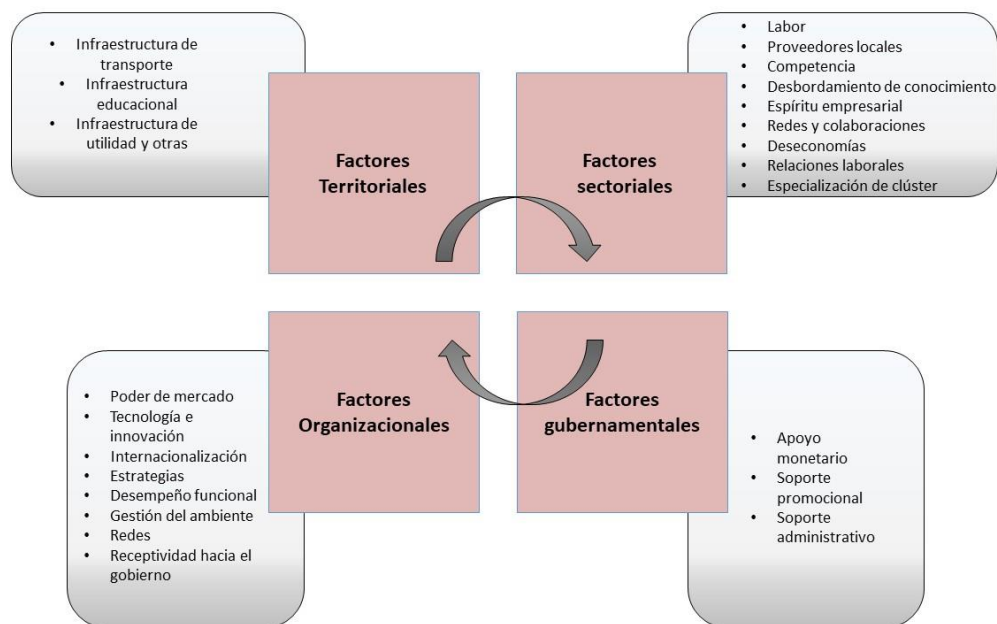 • Infraestructura de
transporte
• Infraestructura
educacional
• Infraestructura de
utilidad y otras
Factores
Territoriales
Factores
sectoriales
• Labor
• Proveedores locales
• Competencia
• Desbordamiento de conocimiento
• Espíritu empresarial
• Redes y colaboraciones
• Deseconomías
• Relaciones laborales
• Especialización de clúster
• Poder de mercado
• Tecnología e
innovación
• Internacionalización
• Estrategias
• Desempeño funcional
• Gestión del ambiente
• Redes
• Receptividad hacia el
gobierno
Factores
Organizacionales
Factores
gubernamentales
• Apoyo
monetario
• Soporte
promocional
• Soporte
administrativo